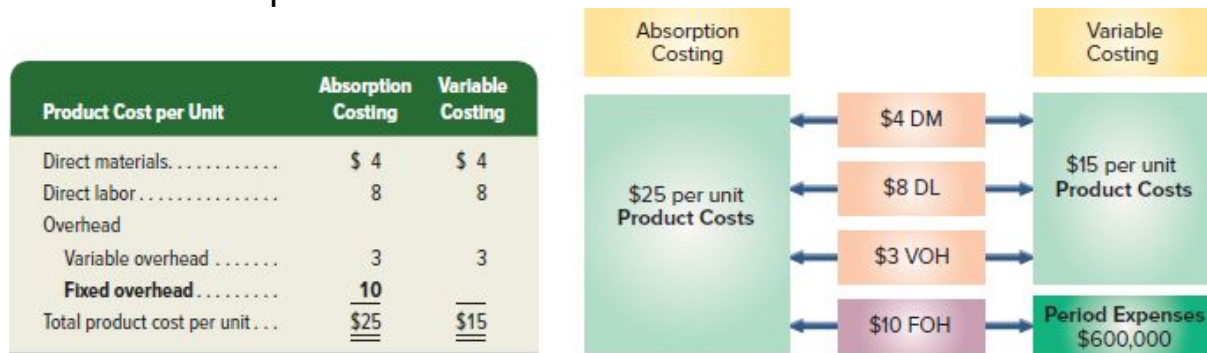 Product Cost per Unit Absorption Costing Variable Costing
Direct materials. . . . . . . . . . . . $ 4 $ 4
Direct labor . . . . . . . . . . . . . . . 8 8
Overhead
Variable overhead . . . . . . . 3 3
Fixed overhead. . . . . . . . . 10
Total product cost per unit . . . $25 $15
Absorption
Costing
Variable
Costing
$25 per unit
Product Costs
$4 DM
$8 DL
$3 VOH
$10 FOH
$15 per unit
Product Costs
Period Expenses
$600,000